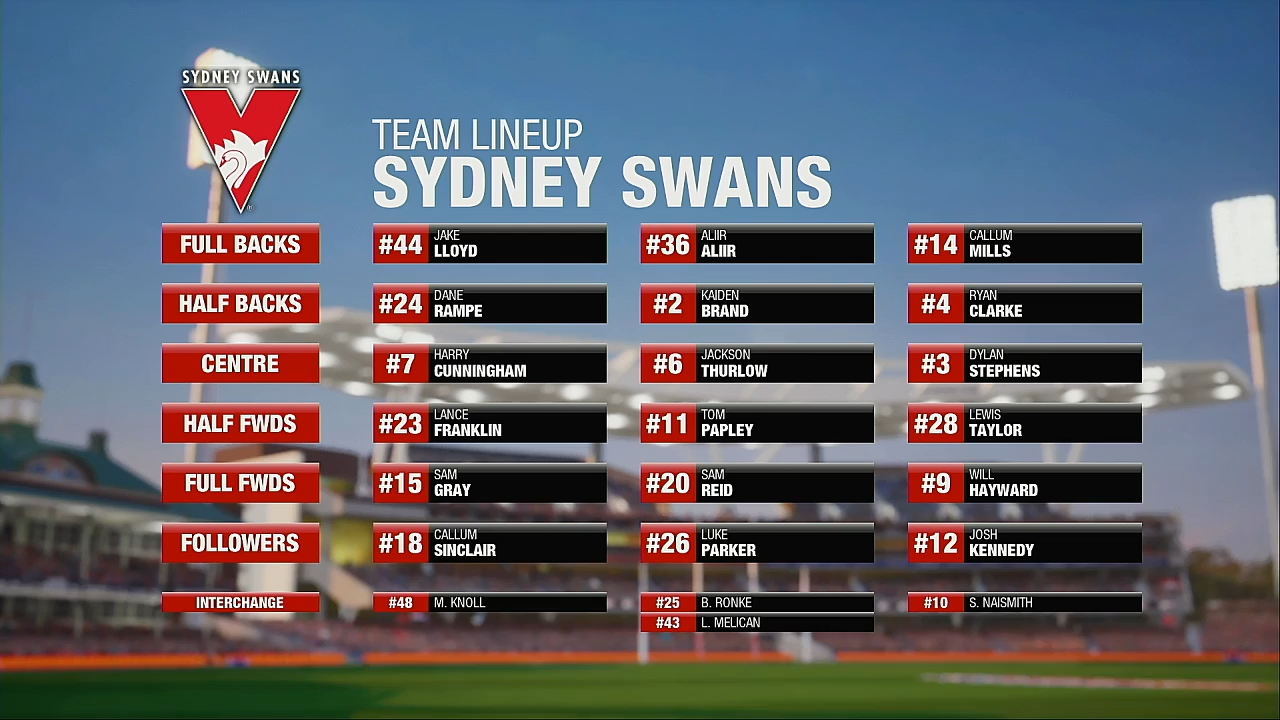 SYDNEY SWANS
TEAM LINEUP
SYDNEY SWANS
FULL BACKS #44 JAKE LLOYD #36 ALIIR ALIIR #14 CALLUM MILLS
HALF BACKS #24 DANE RAMPE #2 KAIDEN BRAND #4 RYAN CLARKE
CENTRE #7 HARRY CUNNINGHAM #6 JACKSON THURLOW #3 DYLAN STEPHENS
HALF FWDS #23 LANCE FRANKLIN #11 TOM PAPLEY #28 LEWIS TAYLOR
FULL FWDS #15 SAM GRAY #20 SAM REID #9 WILL HAYWARD
FOLLOWERS #18 CALLUM SINCLAIR #26 LUKE PARKER #12 JOSH KENNEDY
INTERCHANGE #48 M. KNOLL #25 B. RONKE #10 S. NAISMITH
#43 L. MELICAN